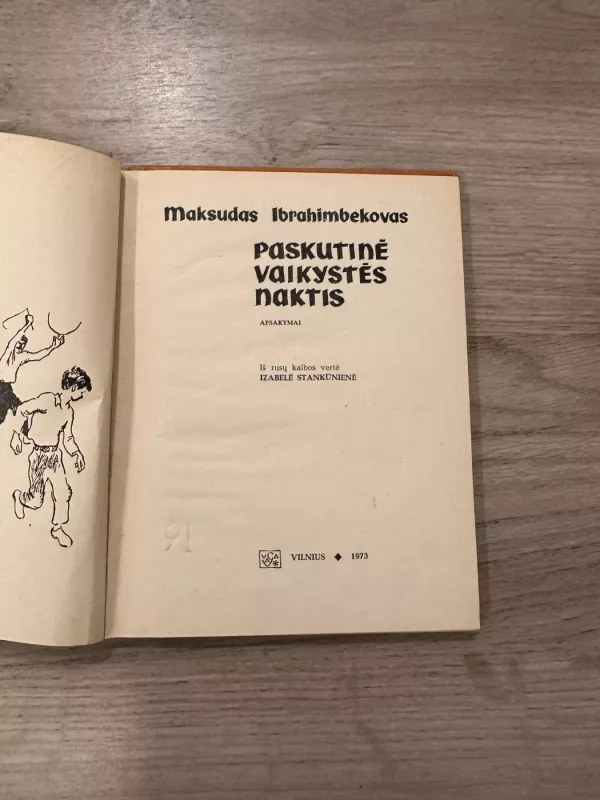 Maksudas Ibrahimbekovas
PASKUTINĖ
VAIKYSTĖS
NAKTIS
APSAKYMAI
Iš rusų kalbos vertė
IZABELĖ STANKŪNIENĖ
VILNIUS ◆ 1973